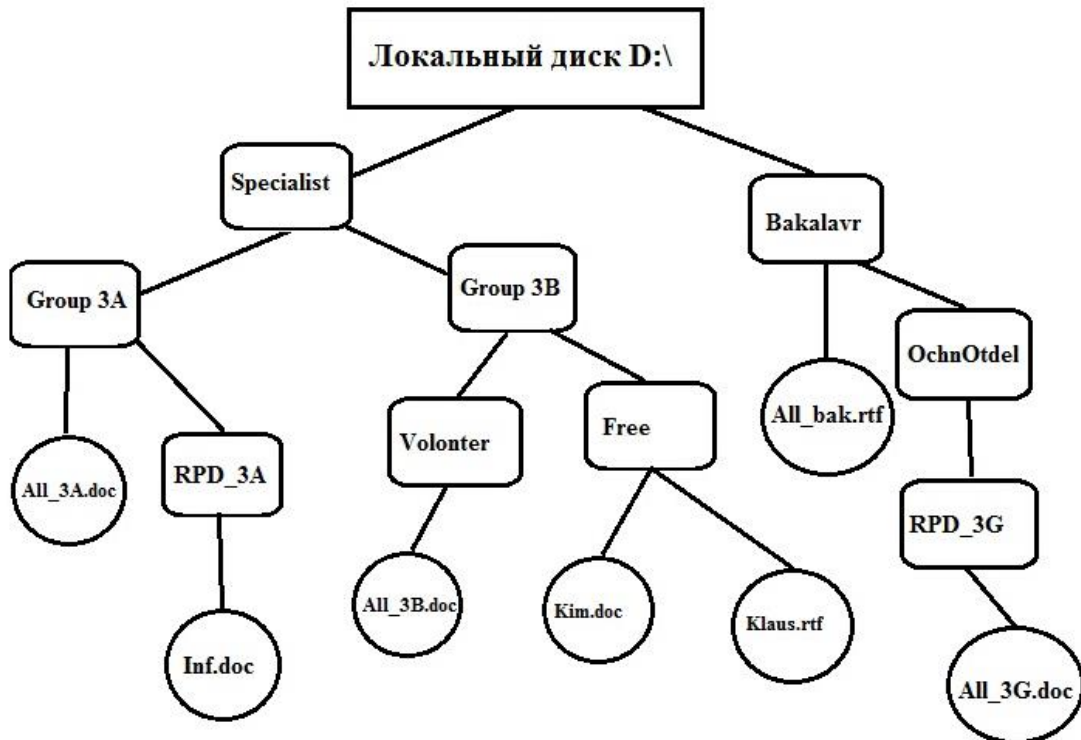 Локальный диск D:\
Specialist
Bakalavr
Group 3A
Group 3B
OchnOtdel
All_bak.rtf
Volonter
Free
RPD_3A
All_3A.doc
RPD_3G
All_3B.doc
Kim.doc
Klaus.rtf
Inf.doc
All_3G.doc